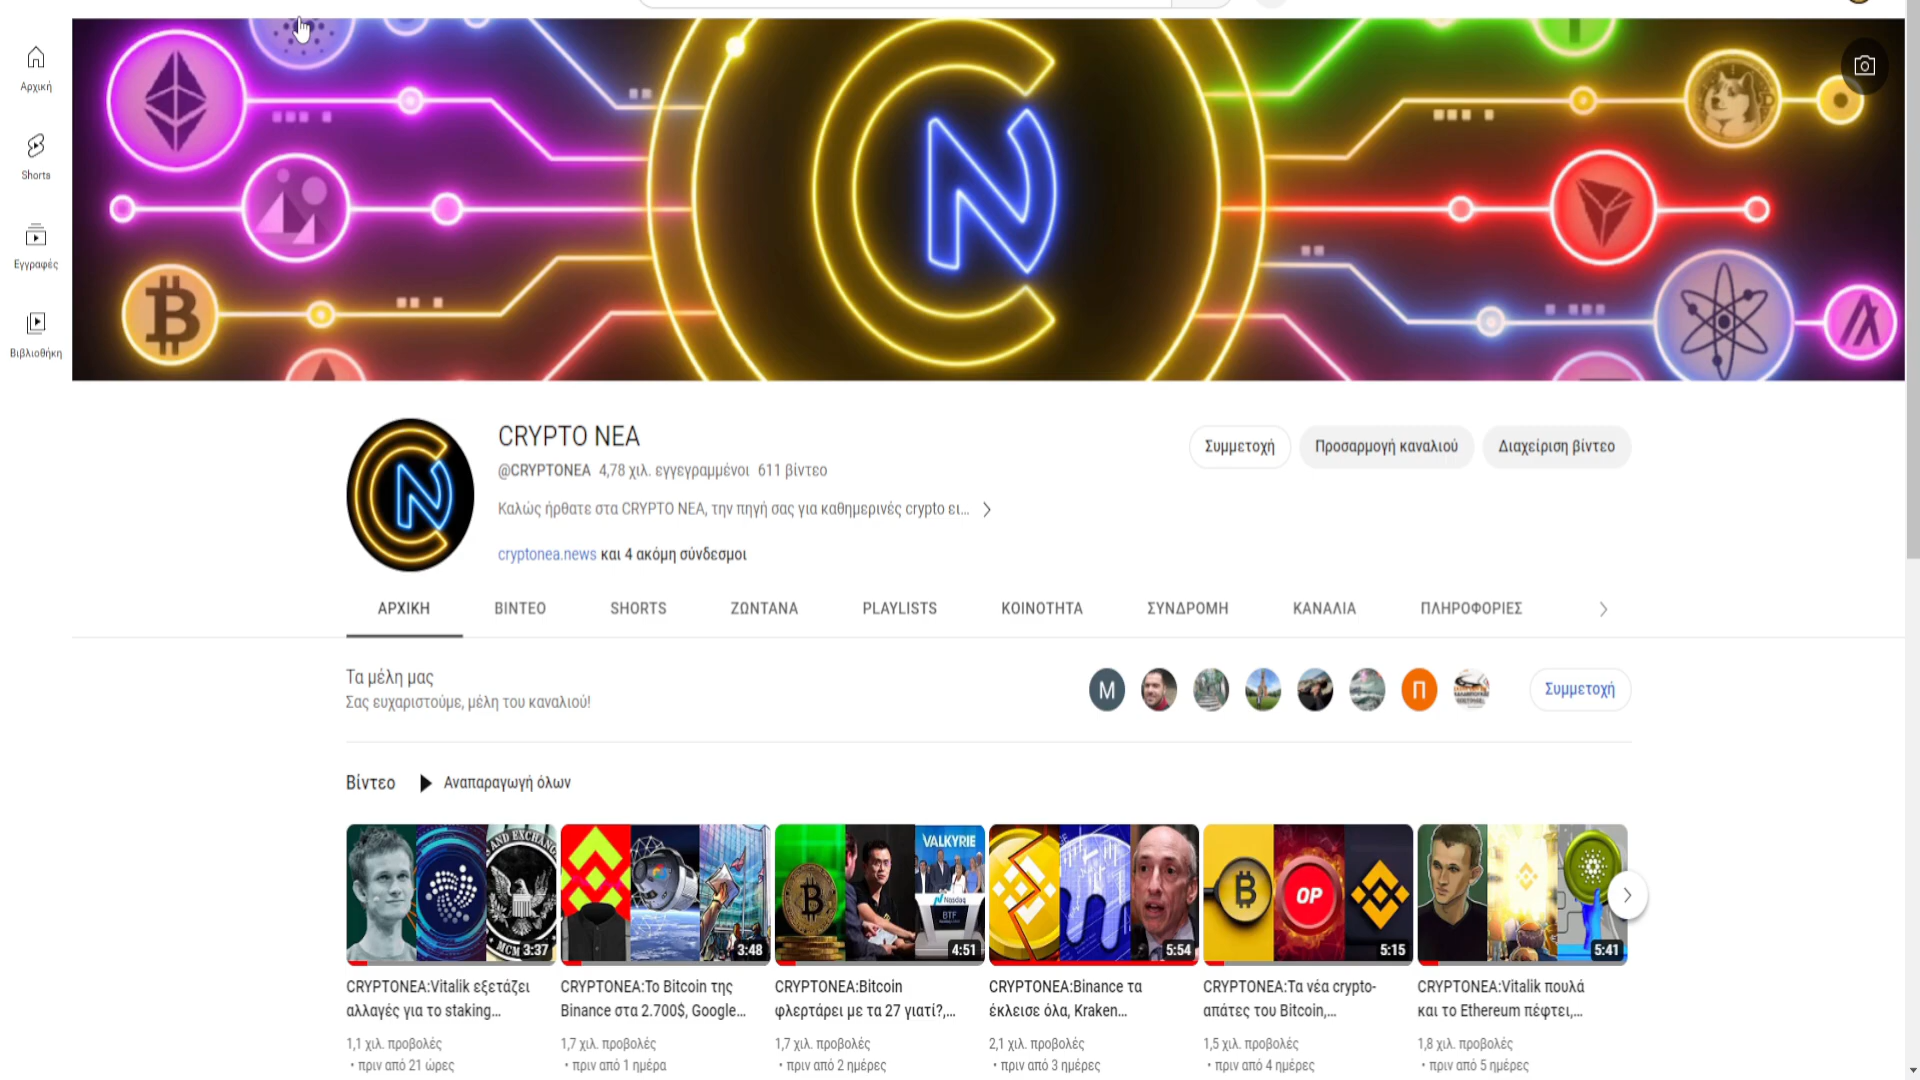 Αρχική
Shorts
Εγγραφές
Βιβλιοθήκη
CRYPTO NEA
@CRYPTONEA 4,78 χιλ. εγγεγραμμένοι 611 βίντεο
Καλώς ήρθατε στα CRYPTO NEA, την πηγή σας για καθημερινές crypto ει...
cryptonea.news και 4 ακόμη σύνδεσμοι
Συμμετοχή Προσαρμογή καναλιού Διαχείριση βίντεο
ΑΡΧΙΚΗ ΒΙΝΤΕΟ SHORTS ΖΩΝΤΑΝΑ PLAYLISTS ΚΟΙΝΟΤΗΤΑ ΣΥΝΔΡΟΜΗ ΚΑΝΑΛΙΑ ΠΛΗΡΟΦΟΡΙΕΣ
Τα μέλη μας
Σας ευχαριστούμε, μέλη του καναλιού!
M Π Συμμετοχή
Βίντεο Αναπαραγωγή όλων
AND EXCHANG
MCM 3:37
3:48
VALKYRIE
Nasdaq
BTF
4:51
5:54
OP
5:15
5:41
CRYPTONEA:Vitalik εξετάζει
αλλαγές για το staking...
1,1 χιλ. προβολές
• πριν από 21 ώρες
CRYPTONEA:Το Bitcoin της
Binance στα 2.700$, Google...
1,7 χιλ. προβολές
• πριν από 1 ημέρα
CRYPTONEA:Bitcoin
φλερτάρει με τα 27 γιατί?,...
1,7 χιλ. προβολές
• πριν από 2 ημέρες
CRYPTONEA:Binance τα
έκλεισε όλα, Kraken...
2,1 χιλ. προβολές
• πριν από 3 ημέρες
CRYPTONEA:Τα νέα crypto-
απάτες του Bitcoin,...
1,5 χιλ. προβολές
• πριν από 4 ημέρες
CRYPTONEA:Vitalik πουλά
και το Ethereum πέφτει,...
1,8 χιλ. προβολές
• πριν από 5 ημέρες